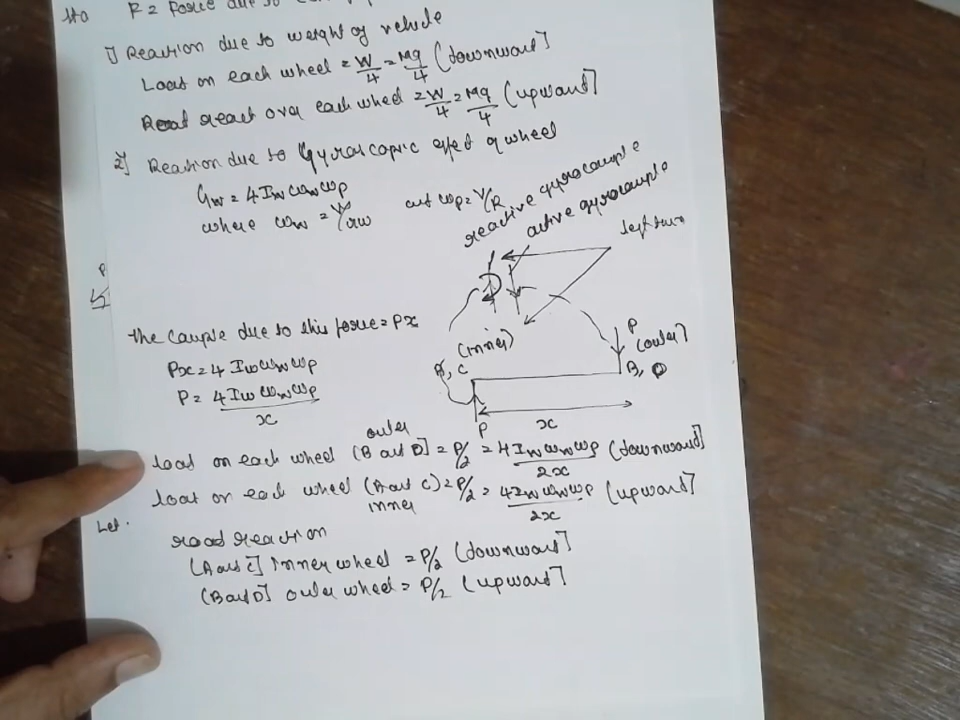 1] Reaction due to weight of vehicle
Load on each wheel = W/4 = Mg/4 (downward]
Road react over each wheel = W/4 = Mg/4 (upward]
2] Reaction due to Gyroscopic effect of wheel
Gw = 4 Iw ωw ωp
where ωw = V/rw and ωp = V/R
reactive gyrocouple
active gyrocouple
left turn
P
the couple due to this force = Px
Px = 4 Iw ωw ωp
P = 4 Iw ωw ωp / x
(inner)
A, C
P
(outer]
B, D
x
P
outer
load on each wheel (B and D] = P/2 = 4 Iw ωw ωp / 2x (downward]
load on each wheel (A and C) = P/2 = 4 Iw ωw ωp / 2x (upward]
inner
Let.
road reaction
(A and C] inner wheel = P/2 (downward]
(B and D] outer wheel = P/2 (upward]